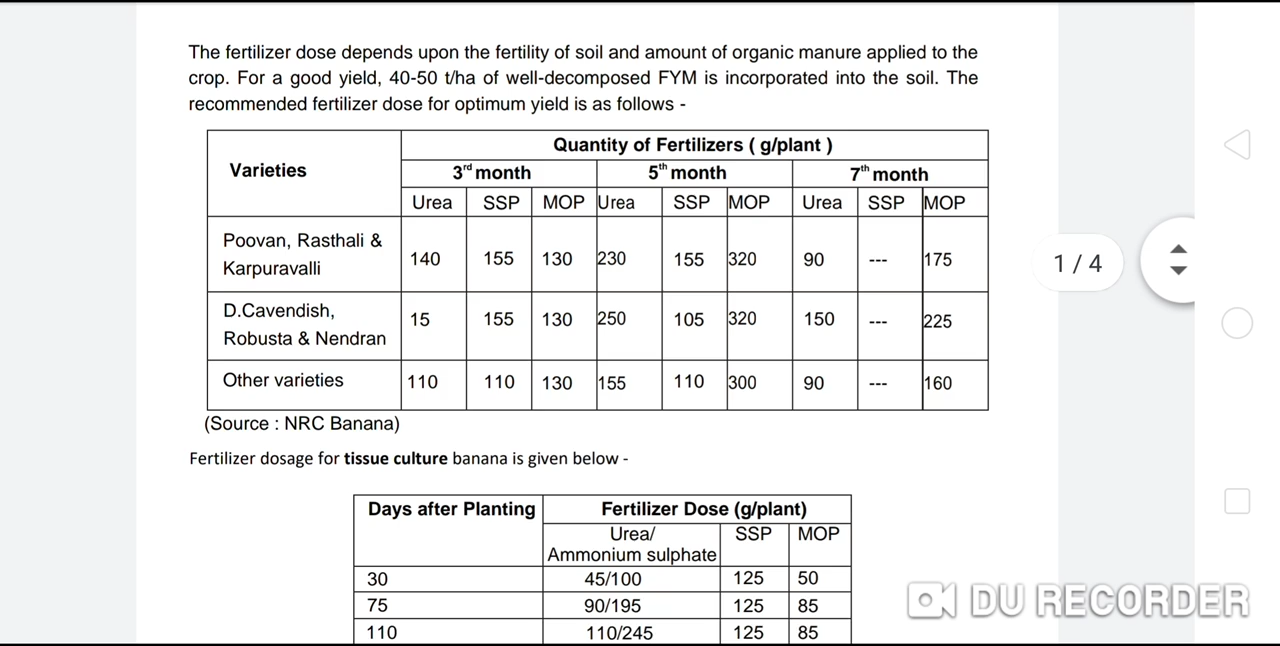 The fertilizer dose depends upon the fertility of soil and amount of organic manure applied to the
crop. For a good yield, 40-50 t/ha of well-decomposed FYM is incorporated into the soil. The
recommended fertilizer dose for optimum yield is as follows -
Varieties
Quantity of Fertilizers ( g/plant )
3rd month 5th month 7th month
Urea SSP MOP Urea SSP MOP Urea SSP MOP
Poovan, Rasthali &
Karpuravalli
140 155 130 230 155 320 90 --- 175
D.Cavendish,
Robusta & Nendran
15 155 130 250 105 320 150 --- 225
Other varieties 110 110 130 155 110 300 90 --- 160
(Source : NRC Banana)
Fertilizer dosage for tissue culture banana is given below -
Days after Planting Fertilizer Dose (g/plant)
Urea/
Ammonium sulphate
SSP MOP
30 45/100 125 50
75 90/195 125 85
110 110/245 125 85
1 / 4
DU RECORDER